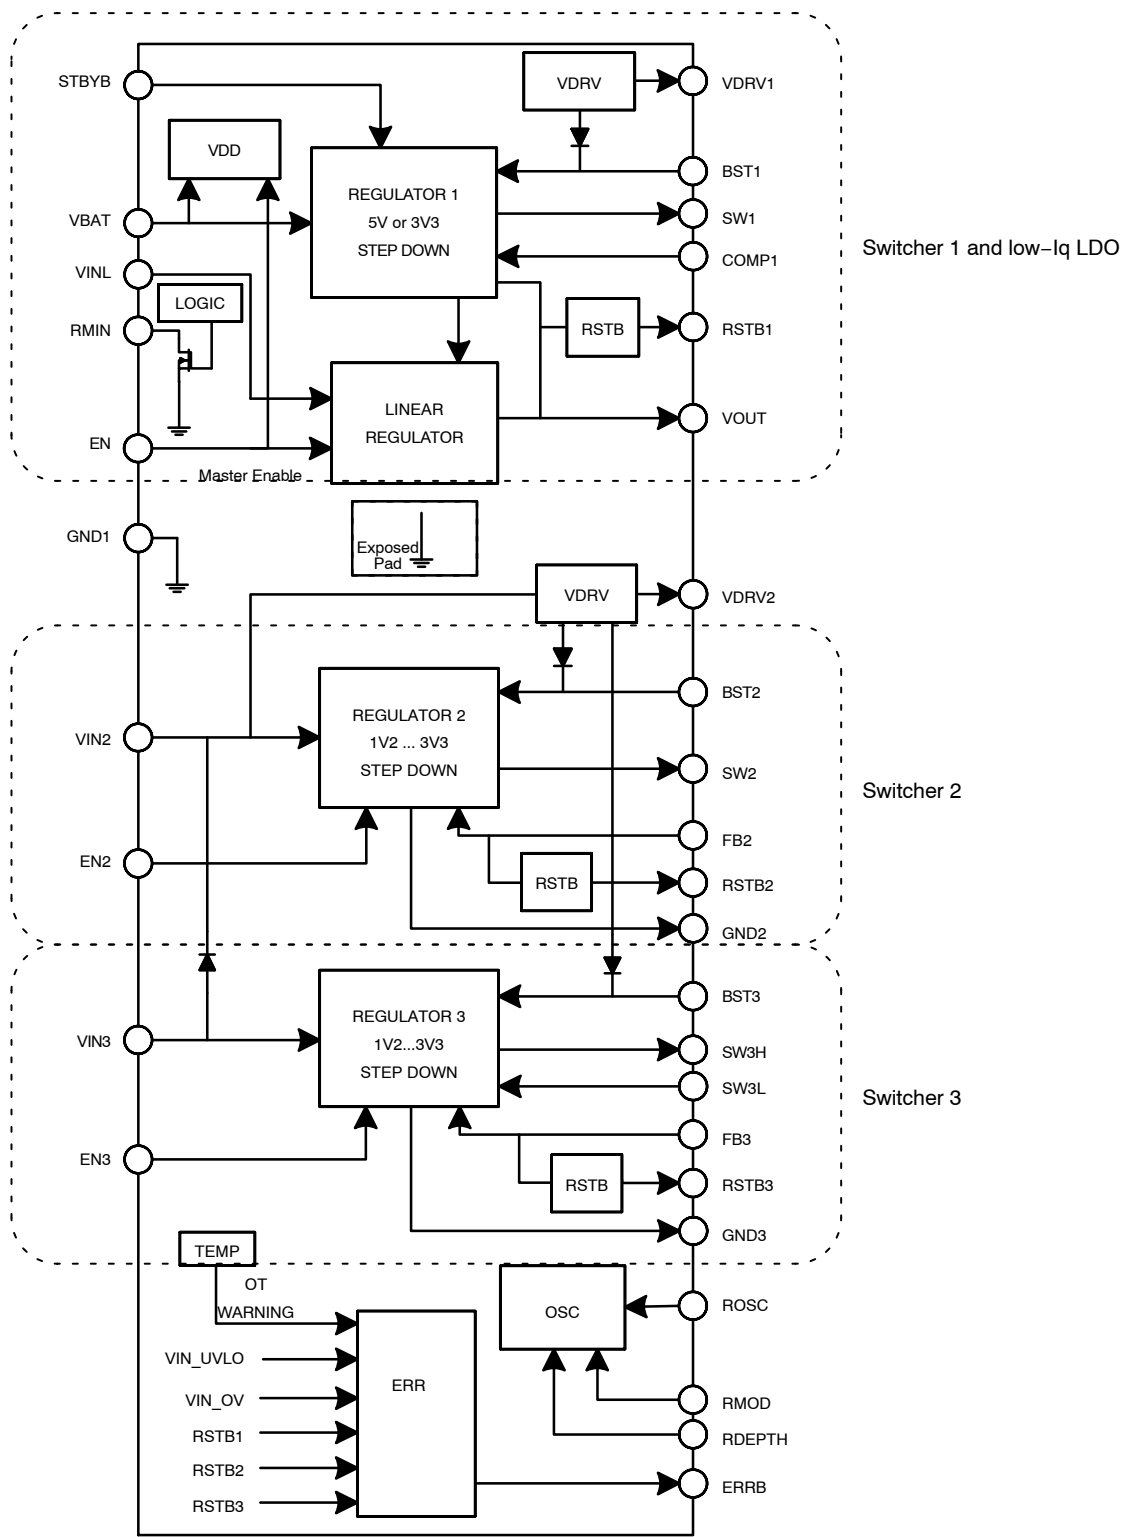 STBYB
VDRV
VDRV1
VDD
BST1
REGULATOR 1
5V or 3V3
STEP DOWN
VBAT
SW1
Switcher 1 and low−Iq LDO
COMP1
VINL
LOGIC
RMIN
RSTB
RSTB1
LINEAR
REGULATOR
VOUT
EN
Master Enable
GND1
Exposed
Pad
VDRV
VDRV2
BST2
REGULATOR 2
1V2 ... 3V3
STEP DOWN
VIN2
SW2
Switcher 2
FB2
EN2
RSTB
RSTB2
GND2
BST3
REGULATOR 3
1V2...3V3
STEP DOWN
VIN3
SW3H
SW3L
Switcher 3
FB3
EN3
RSTB
RSTB3
GND3
TEMP
OT
WARNING
OSC
ROSC
VIN_UVLO
ERR
VIN_OV
RMOD
RSTB1
RDEPTH
RSTB2
ERRB
RSTB3